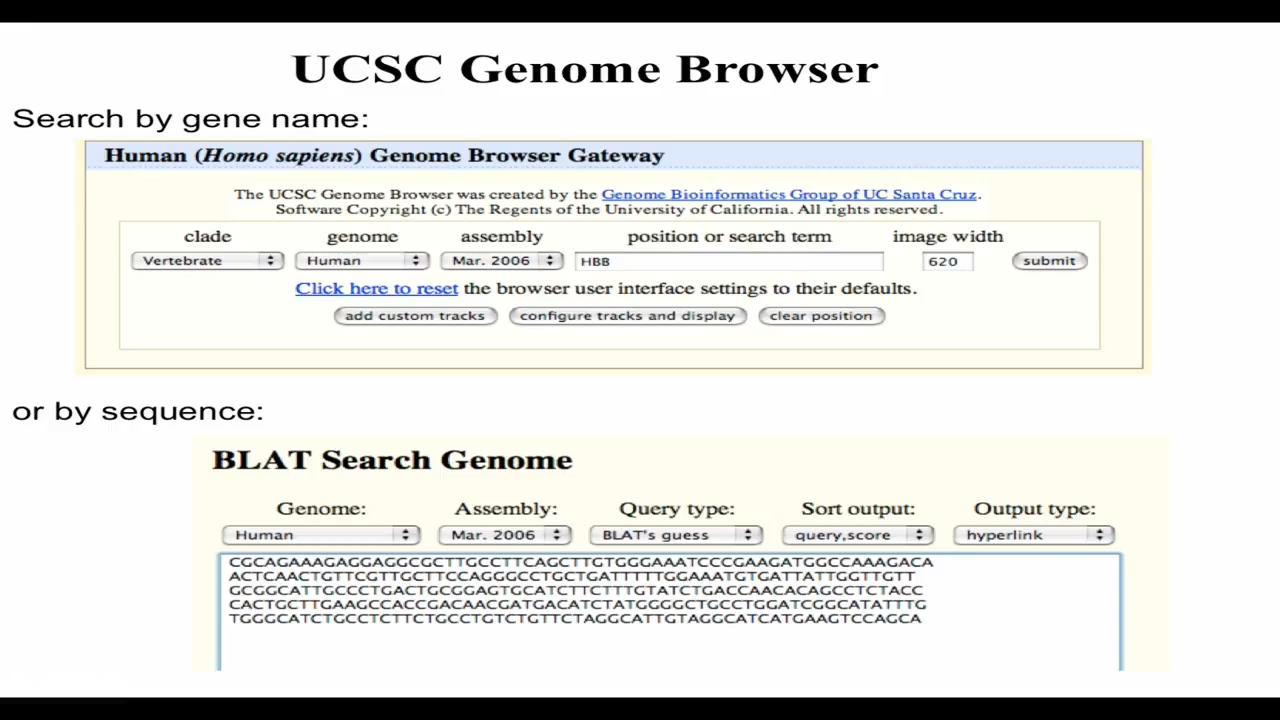 UCSC Genome Browser
Search by gene name:
Human (Homo sapiens) Genome Browser Gateway
The UCSC Genome Browser was created by the Genome Bioinformatics Group of UC Santa Cruz.
Software Copyright (c) The Regents of the University of California. All rights reserved.
clade genome assembly position or search term image width
Vertebrate Human Mar. 2006 HBB 620 submit
Click here to reset the browser user interface settings to their defaults.
add custom tracks configure tracks and display clear position
or by sequence:
BLAT Search Genome
Genome: Assembly: Query type: Sort output: Output type:
Human Mar. 2006 BLAT's guess query,score hyperlink
CGCAGAAAGAGGAGGCGCTTGCCTTCAGCTTGTGGGAAATCCCGAAGATGGCCAAAGACA
ACTCAACTGTTCGTTGCTTCCAGGGCCTGCTGATTTTTGGAAATGTGATTATTGGTTGTT
GCGGCATTGCCCTGACTGCGGAGTGCATCTTCTTTGTATCTGACCAACACAGCCTCTACC
CACTGCTTGAAGCCACCGACAACGATGACATCTATGGGGCTGCCTGGATCGGCATATTTG
TGGGCATCTGCCTCTTCTGCCTGTCTGTTCTAGGCATTGTAGGCATCATGAAGTCCAGCA